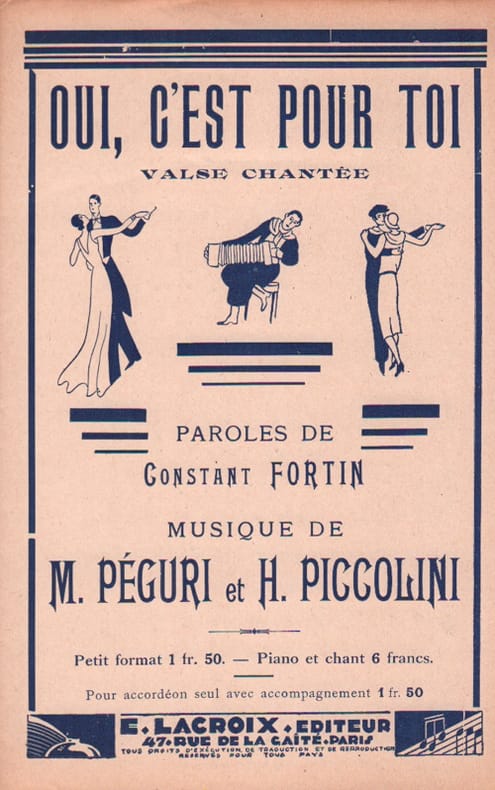 OUI, C'EST POUR TOI
VALSE CHANTÉE
PAROLES DE
CONSTANT FORTIN
MUSIQUE DE
M. PÉGURI et H. PICCOLINI
Petit format 1 fr. 50. — Piano et chant 6 francs.
Pour accordéon seul avec accompagnement 1 fr. 50
E. LACROIX. EDITEUR
47. RUE DE LA GAITÉ. PARIS
TOUS DROITS D'EXÉCUTION DE TRADUCTION ET DE REPRODUCTION
RÉSERVÉS POUR TOUS PAYS